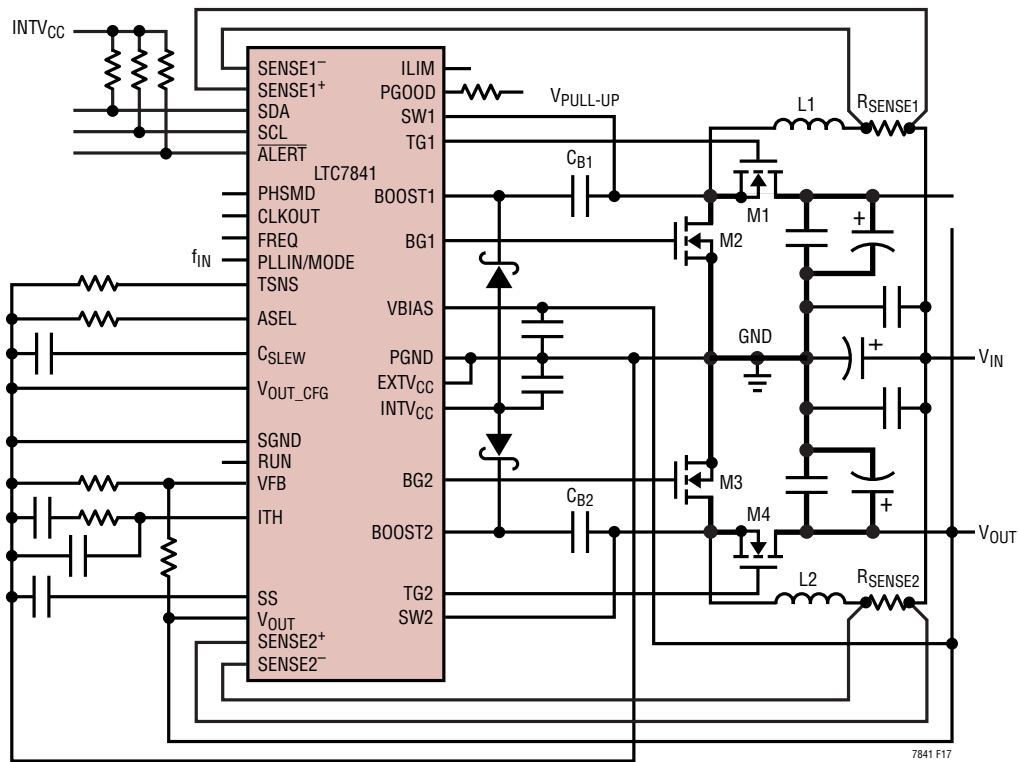 INTVCC
SENSE1–
SENSE1+
SDA
SCL
ALERT
LTC7841
PHSMD
CLKOUT
FREQ
fIN
PLLIN/MODE
TSNS
ASEL
CSLEW
VOUT_CFG
SGND
RUN
VFB
ITH
SS
VOUT
SENSE2+
SENSE2–
ILIM
PGOOD
VPULL-UP
SW1
TG1
BOOST1
CB1
BG1
VBIAS
PGND
EXTVCC
INTVCC
BG2
CB2
BOOST2
TG2
SW2
L1
RSENSE1
M1
+
M2
GND
+
VIN
M3
M4
+
VOUT
L2
RSENSE2
7841 F17